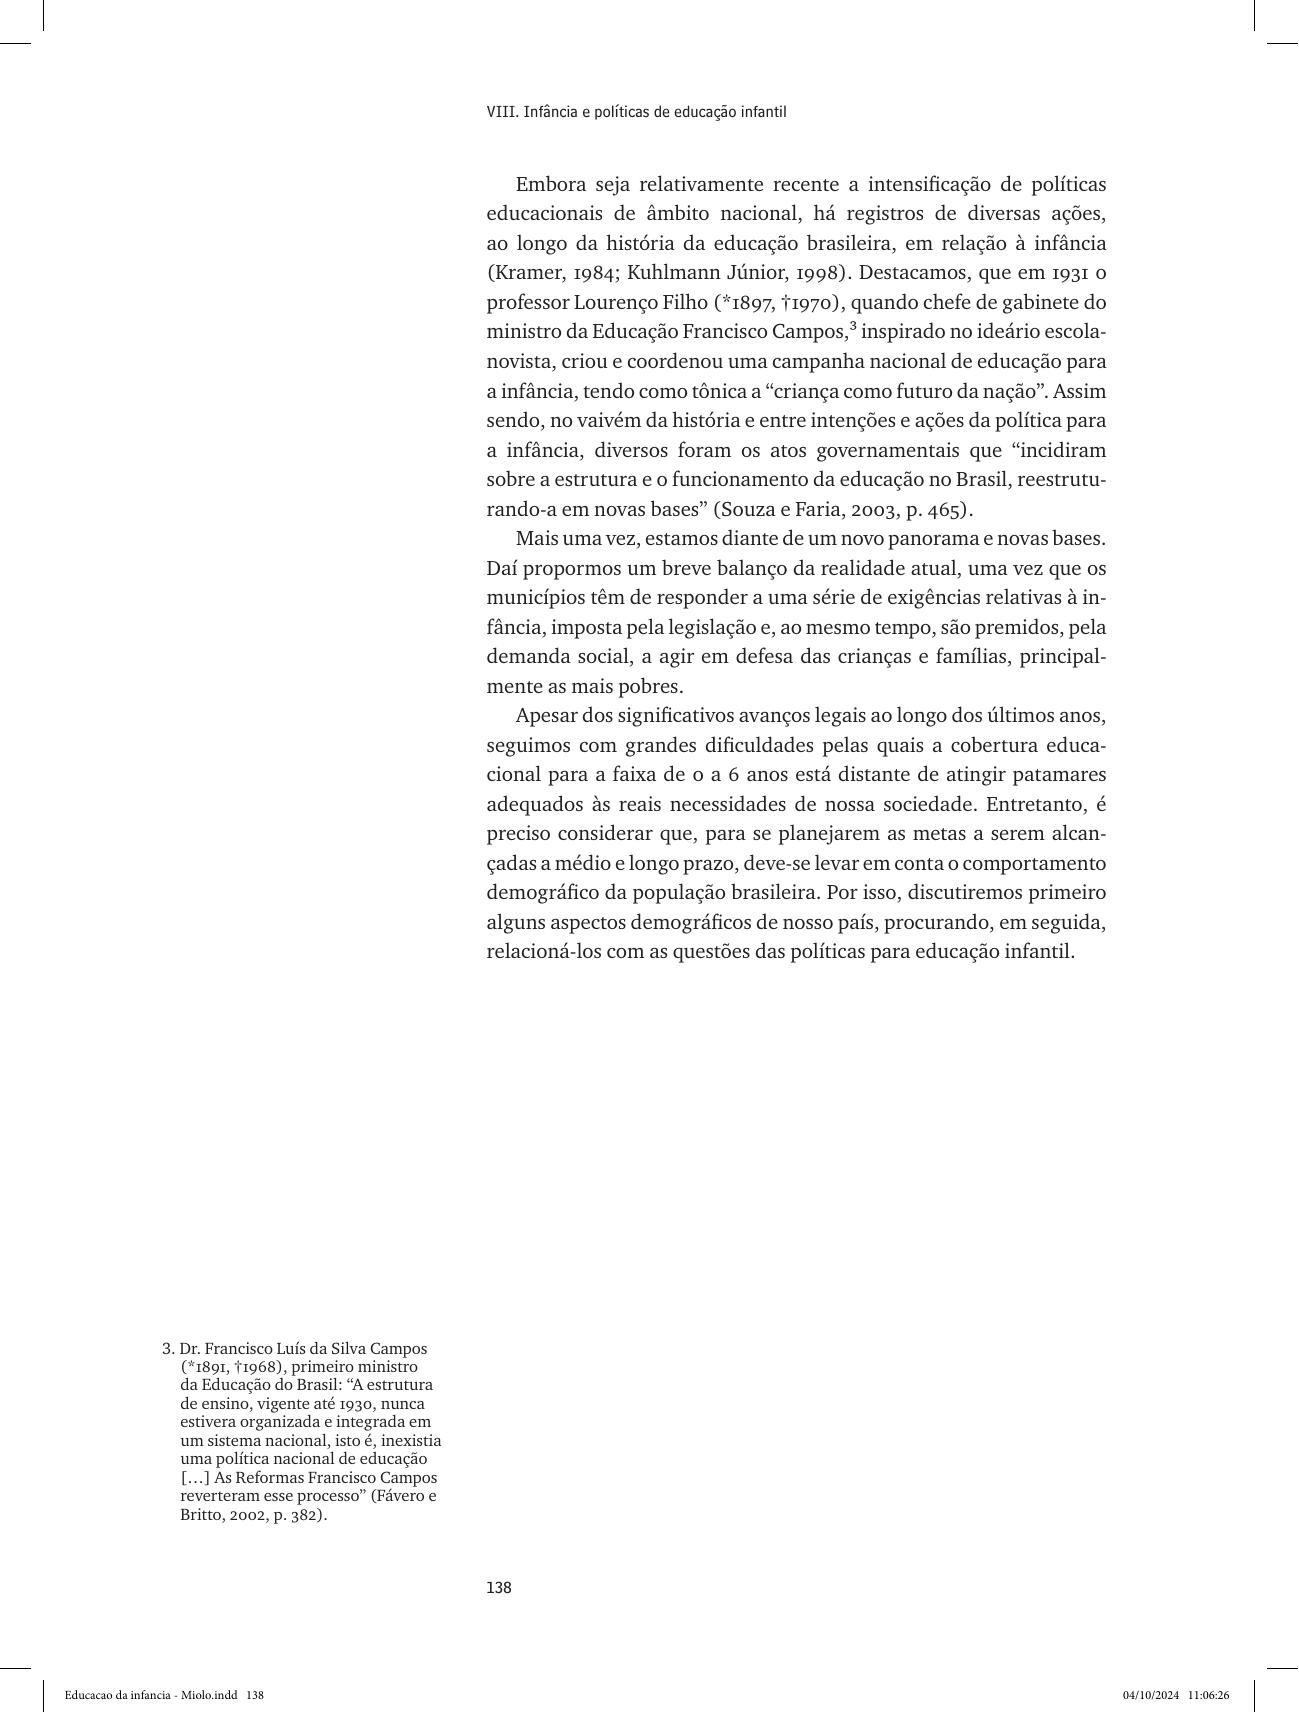 VIII. Infância e políticas de educação infantil
Embora seja relativamente recente a intensificação de políticas
educacionais de âmbito nacional, há registros de diversas ações,
ao longo da história da educação brasileira, em relação à infância
(Kramer, 1984; Kuhlmann Júnior, 1998). Destacamos, que em 1931 o
professor Lourenço Filho (*1897, †1970), quando chefe de gabinete do
ministro da Educação Francisco Campos,³ inspirado no ideário escola-
novista, criou e coordenou uma campanha nacional de educação para
a infância, tendo como tônica a “criança como futuro da nação”. Assim
sendo, no vaivém da história e entre intenções e ações da política para
a infância, diversos foram os atos governamentais que “incidiram
sobre a estrutura e o funcionamento da educação no Brasil, reestrutu-
rando-a em novas bases” (Souza e Faria, 2003, p. 465).
Mais uma vez, estamos diante de um novo panorama e novas bases.
Daí propormos um breve balanço da realidade atual, uma vez que os
municípios têm de responder a uma série de exigências relativas à in-
fância, imposta pela legislação e, ao mesmo tempo, são premidos, pela
demanda social, a agir em defesa das crianças e famílias, principal-
mente as mais pobres.
Apesar dos significativos avanços legais ao longo dos últimos anos,
seguimos com grandes dificuldades pelas quais a cobertura educa-
cional para a faixa de 0 a 6 anos está distante de atingir patamares
adequados às reais necessidades de nossa sociedade. Entretanto, é
preciso considerar que, para se planejarem as metas a serem alcan-
çadas a médio e longo prazo, deve-se levar em conta o comportamento
demográfico da população brasileira. Por isso, discutiremos primeiro
alguns aspectos demográficos de nosso país, procurando, em seguida,
relacioná-los com as questões das políticas para educação infantil.
3. Dr. Francisco Luís da Silva Campos
(*1891, †1968), primeiro ministro
da Educação do Brasil: “A estrutura
de ensino, vigente até 1930, nunca
estivera organizada e integrada em
um sistema nacional, isto é, inexistia
uma política nacional de educação
[…] As Reformas Francisco Campos
reverteram esse processo” (Fávero e
Britto, 2002, p. 382).
138
Educacao da infancia - Miolo.indd 138
04/10/2024 11:06:26